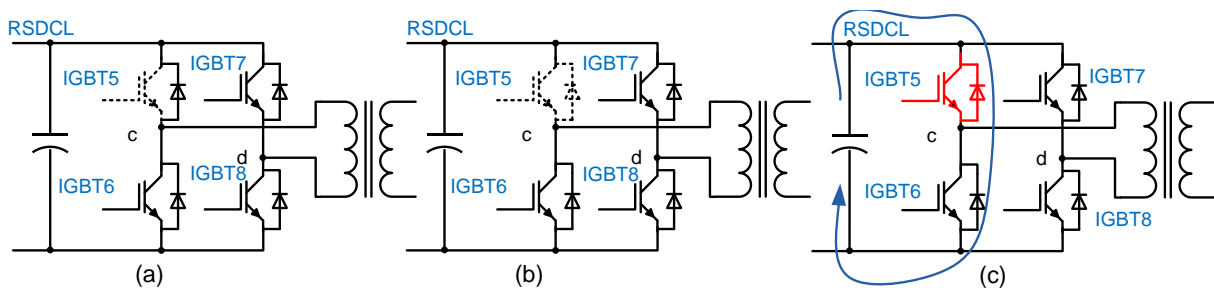 RSDCL
IGBT5
IGBT7
c
d
IGBT6
IGBT8
(a)
RSDCL
IGBT5
IGBT7
c
d
IGBT6
IGBT8
(b)
RSDCL
IGBT5
IGBT7
c
d
IGBT6
IGBT8
(c)